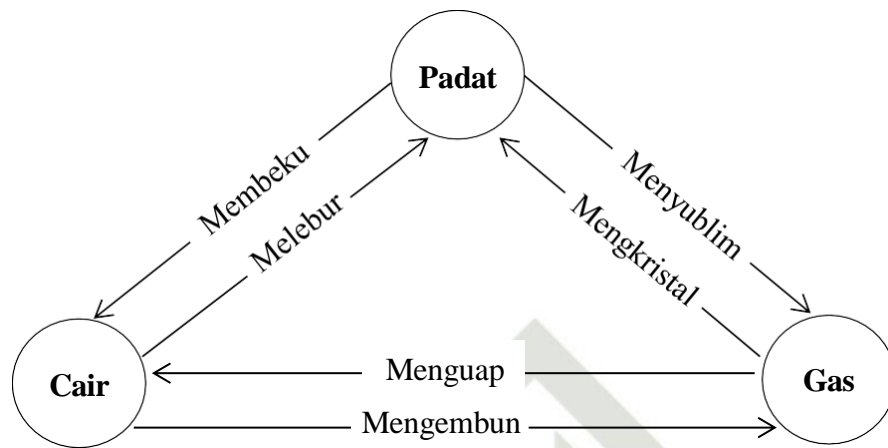 Padat
Membeku
Melebur
Menyublim
Mengkristal
Cair
Menguap
Mengembun
Gas